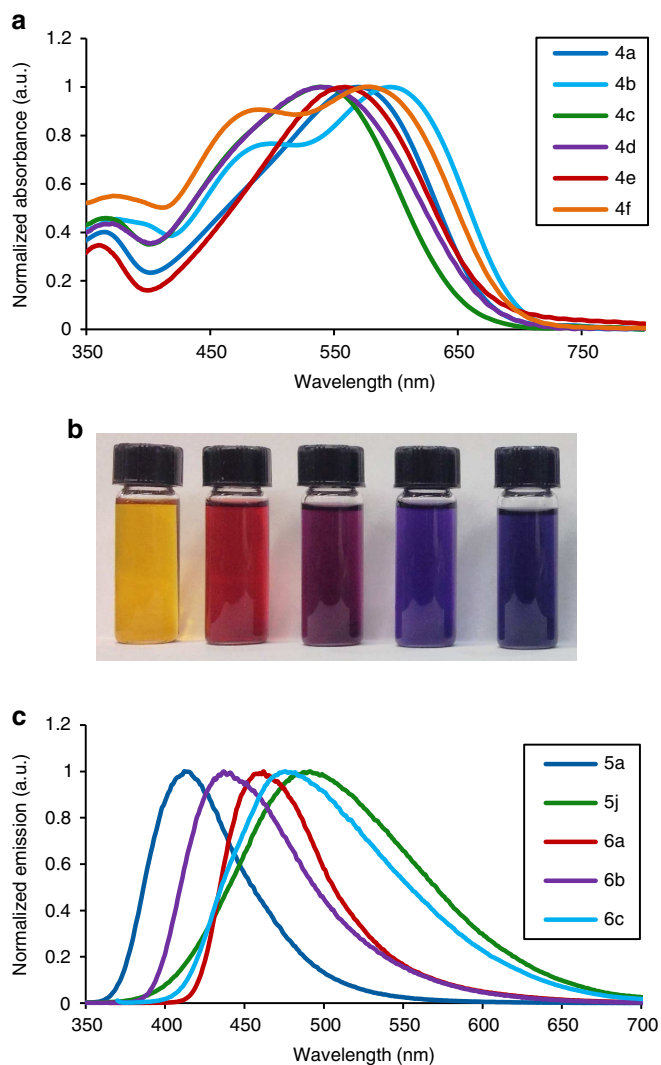 a
Normalized absorbance (a.u.)
1.2
1
0.8
0.6
0.4
0.2
0
350
450
550
650
750
Wavelength (nm)
4a
4b
4c
4d
4e
4f
b
c
Normalized emission (a.u.)
1.2
1
0.8
0.6
0.4
0.2
0
350
400
450
500
550
600
650
700
Wavelength (nm)
5a
5j
6a
6b
6c